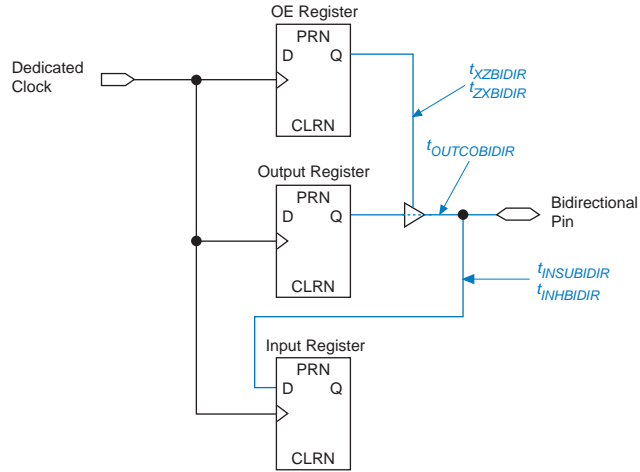 OE Register
PRN
D Q
CLRN
Dedicated
Clock
tXZBIDIR
tZXBIDIR
tOUTCOBIDIR
Output Register
PRN
D Q
CLRN
Bidirectional
Pin
tINSUBIDIR
tINHBIDIR
Input Register
PRN
D Q
CLRN